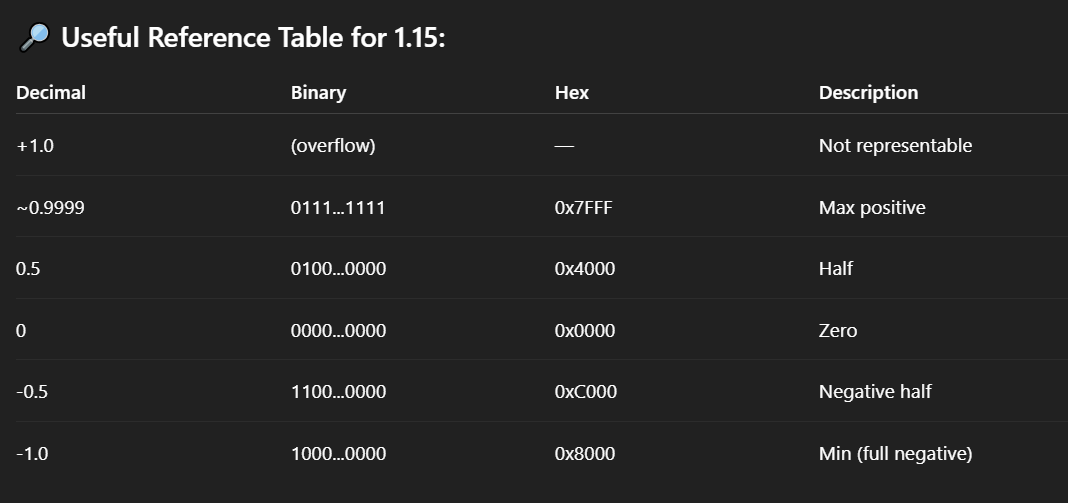 🔎 Useful Reference Table for 1.15:
Decimal Binary Hex Description
+1.0 (overflow) — Not representable
~0.9999 0111...1111 0x7FFF Max positive
0.5 0100...0000 0x4000 Half
0 0000...0000 0x0000 Zero
-0.5 1100...0000 0xC000 Negative half
-1.0 1000...0000 0x8000 Min (full negative)